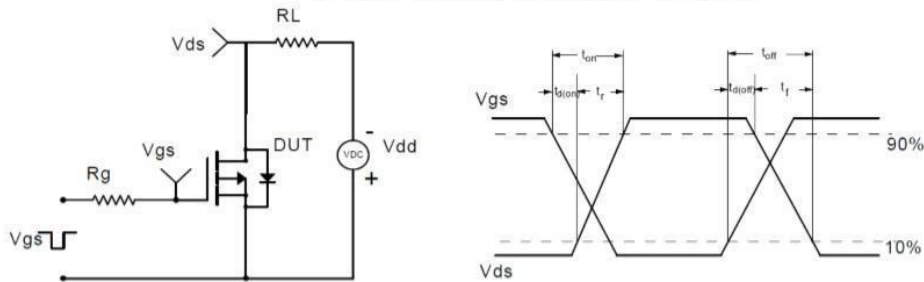 RL
Vds
Vgs
DUT
VDC
-
Vdd
+
Rg
Vgs
ton
toff
td(on)
tr
td(off)
tf
Vgs
90%
10%
Vds